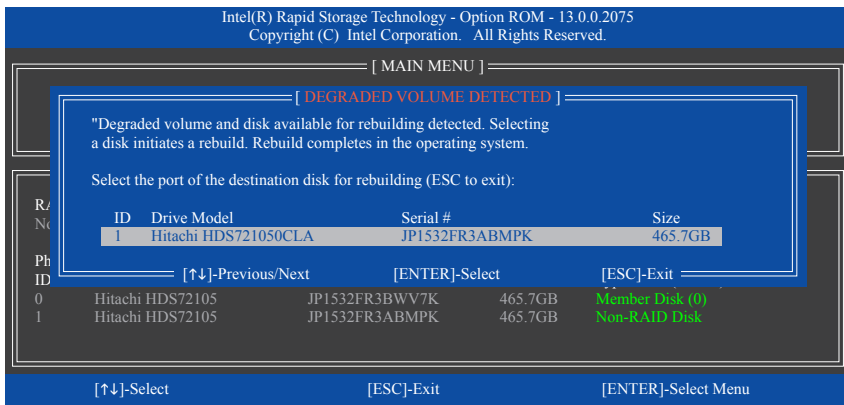 Intel(R) Rapid Storage Technology - Option ROM - 13.0.0.2075
Copyright (C) Intel Corporation. All Rights Reserved.
[ MAIN MENU ]
[ DEGRADED VOLUME DETECTED ]
"Degraded volume and disk available for rebuilding detected. Selecting
a disk initiates a rebuild. Rebuild completes in the operating system.
Select the port of the destination disk for rebuilding (ESC to exit):
ID Drive Model Serial # Size
1 Hitachi HDS721050CLA JP1532FR3ABMPK 465.7GB
[↑↓]-Previous/Next [ENTER]-Select [ESC]-Exit
ID
0 Hitachi HDS72105 JP1532FR3BWV7K 465.7GB Member Disk (0)
1 Hitachi HDS72105 JP1532FR3ABMPK 465.7GB Non-RAID Disk
[↑↓]-Select [ESC]-Exit [ENTER]-Select Menu